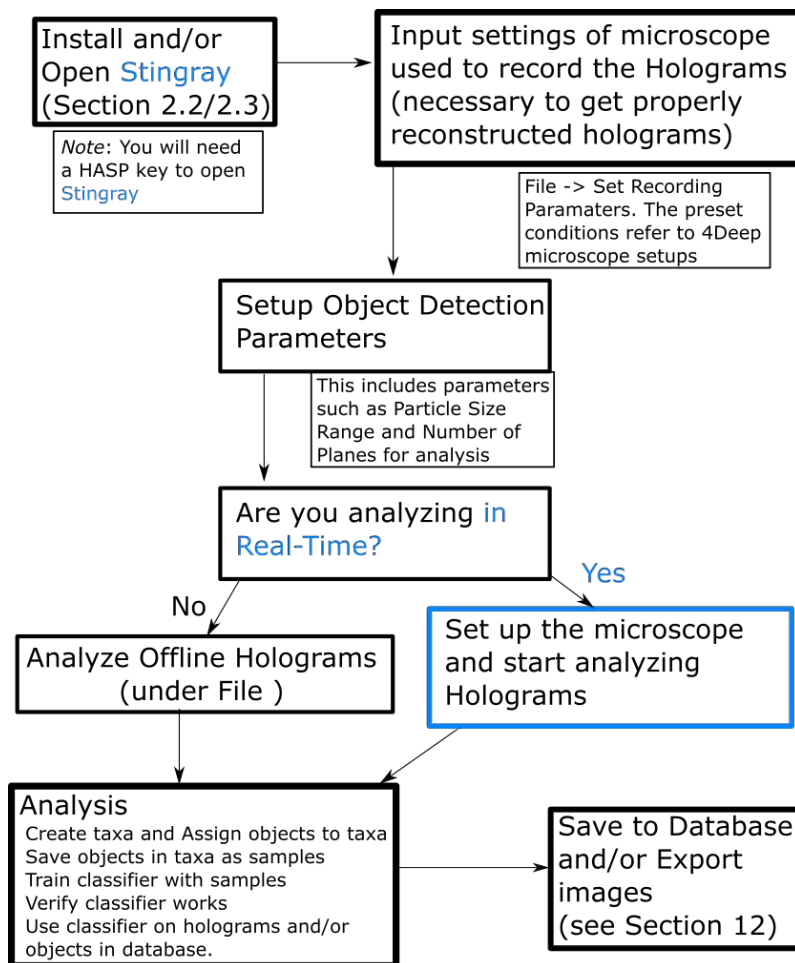 Install and/or
Open Stingray
(Section 2.2/2.3)
Note: You will need
a HASP key to open
Stingray
Input settings of microscope
used to record the Holograms
(necessary to get properly
reconstructed holograms)
File -> Set Recording
Paramaters. The preset
conditions refer to 4Deep
microscope setups
Setup Object Detection
Parameters
This includes parameters
such as Particle Size
Range and Number of
Planes for analysis
Are you analyzing in
Real-Time?
No
Yes
Analyze Offline Holograms
(under File )
Set up the microscope
and start analyzing
Holograms
Analysis
Create taxa and Assign objects to taxa
Save objects in taxa as samples
Train classifier with samples
Verify classifier works
Use classifier on holograms and/or
objects in database.
Save to Database
and/or Export
images
(see Section 12)